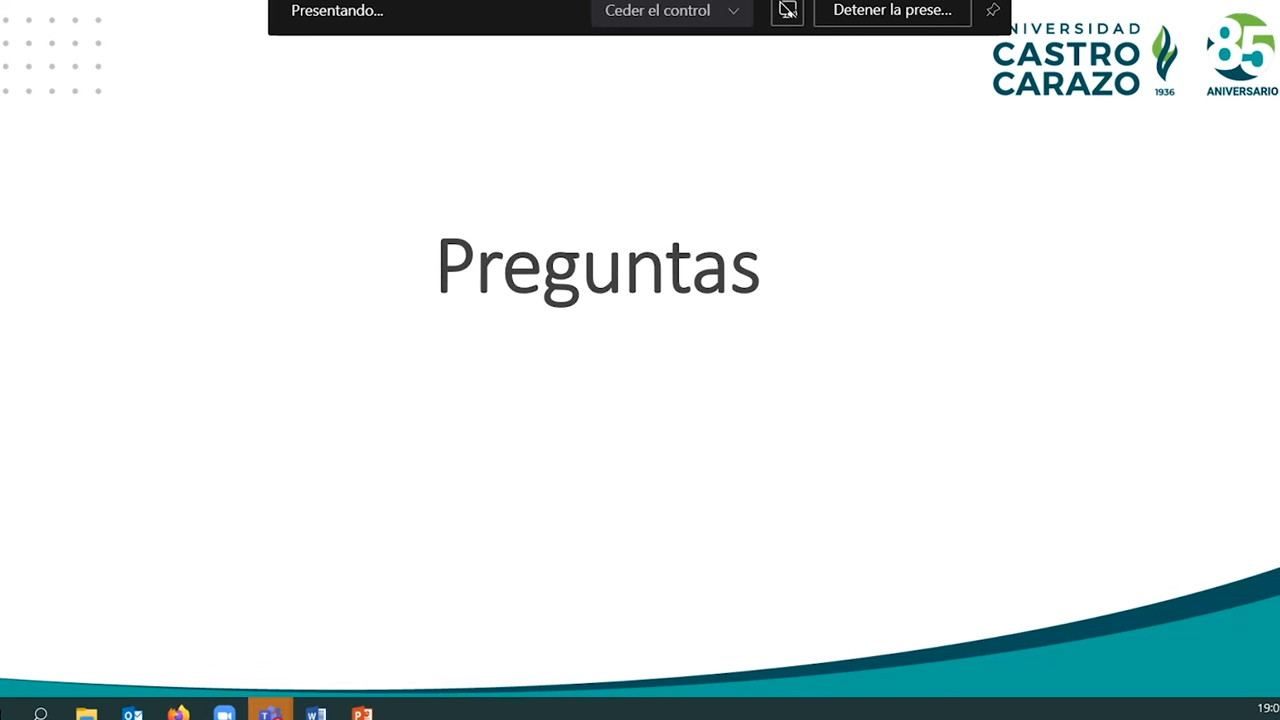 Presentando...
Ceder el control
Detener la prese...
NIVERSIDAD
CASTRO
CARAZO
1936
85
ANIVERSARIO
Preguntas
19:0